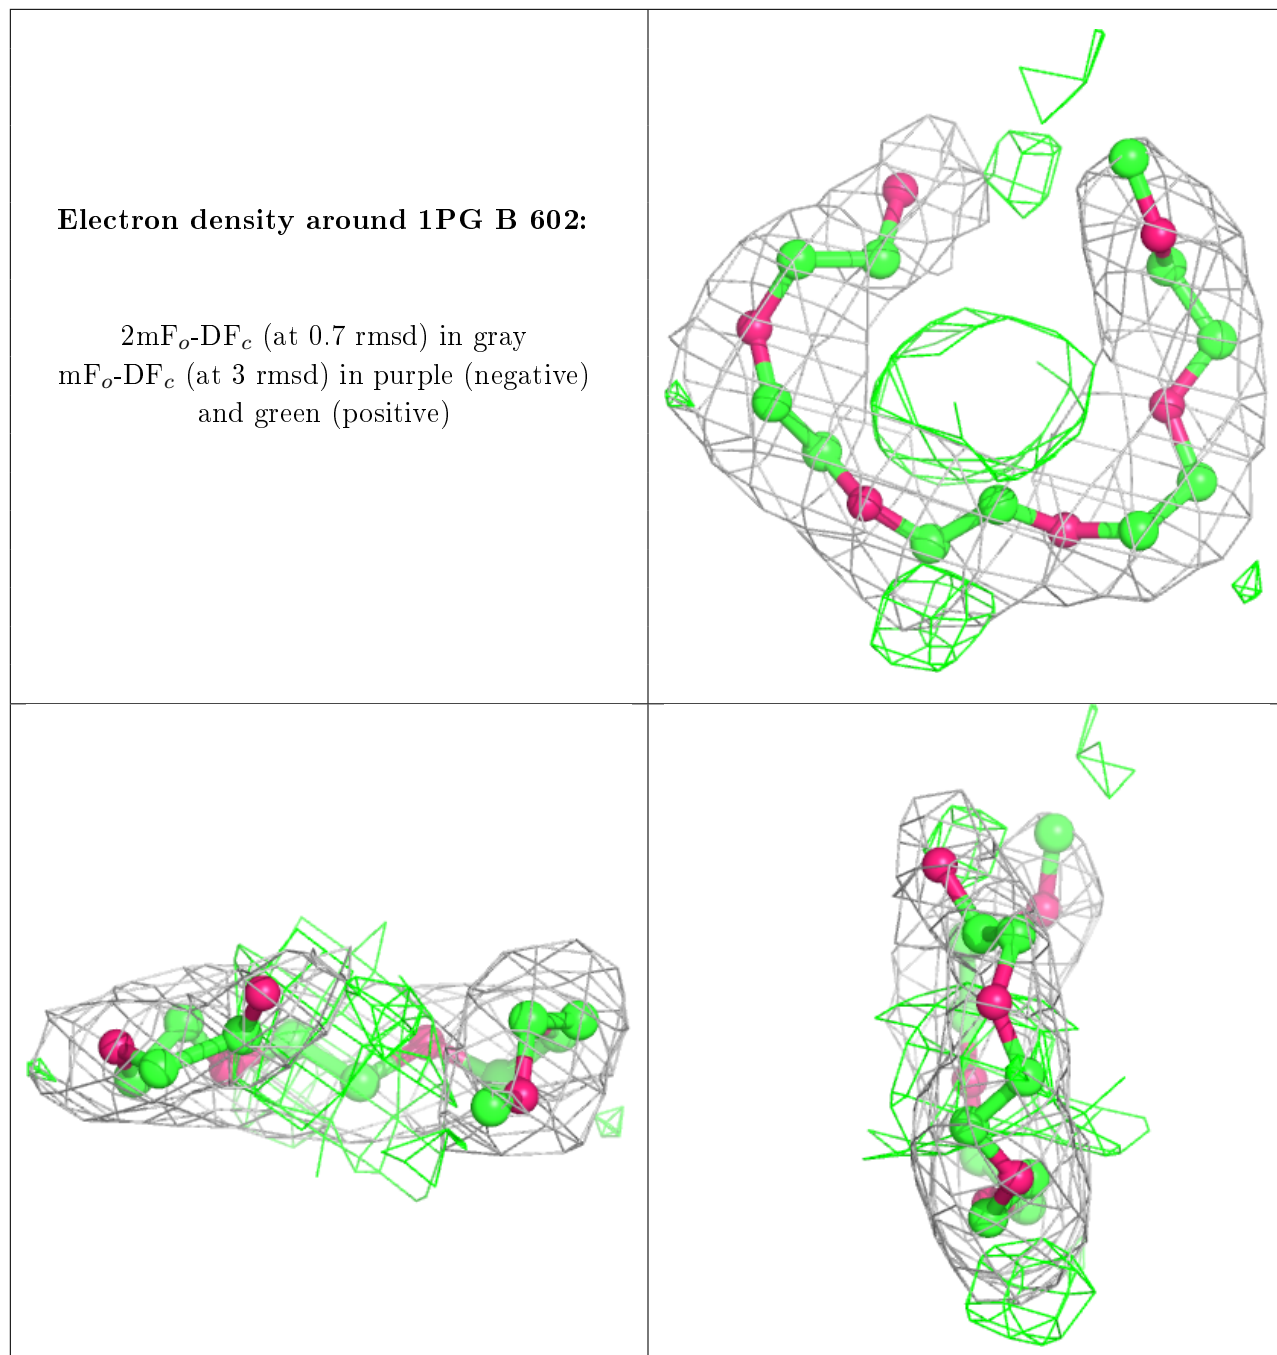 Electron density around 1PG B 602:
2mFo-DFc (at 0.7 rmsd) in gray
mFo-DFc (at 3 rmsd) in purple (negative)
and green (positive)